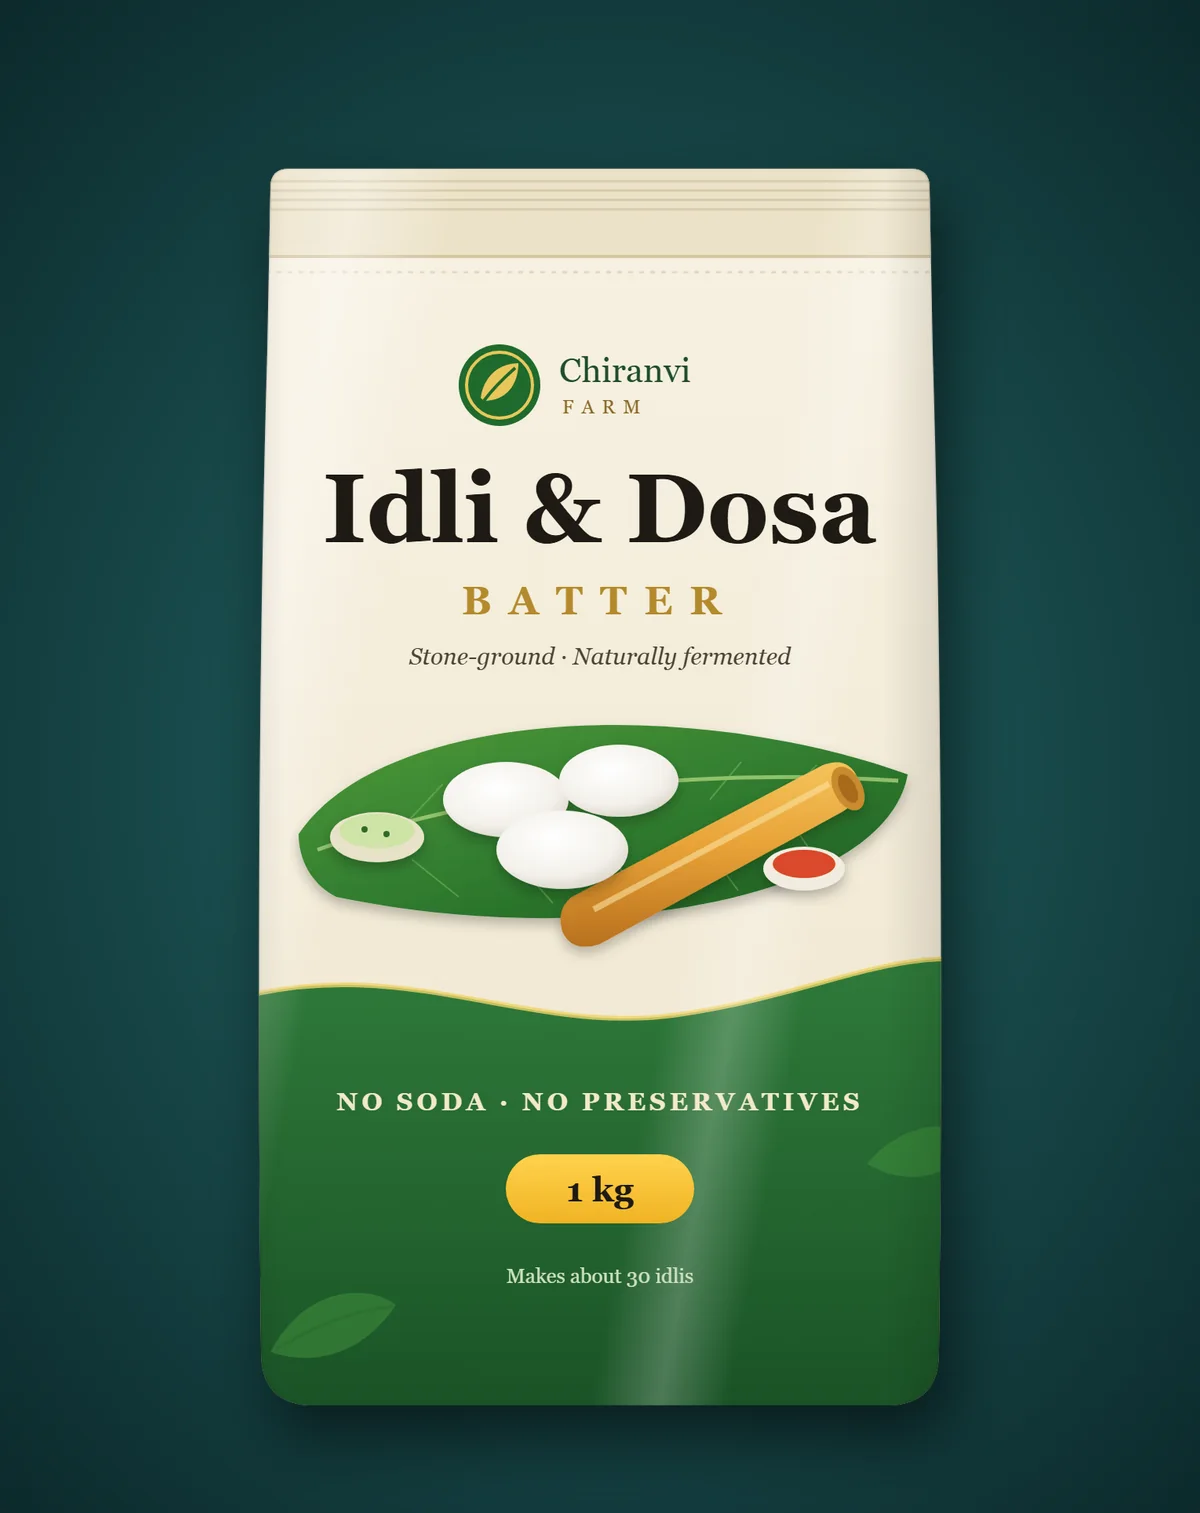 Chiranvi
FARM
Idli & Dosa
BATTER
Stone-ground · Naturally fermented
NO SODA · NO PRESERVATIVES
1 kg
Makes about 30 idlis